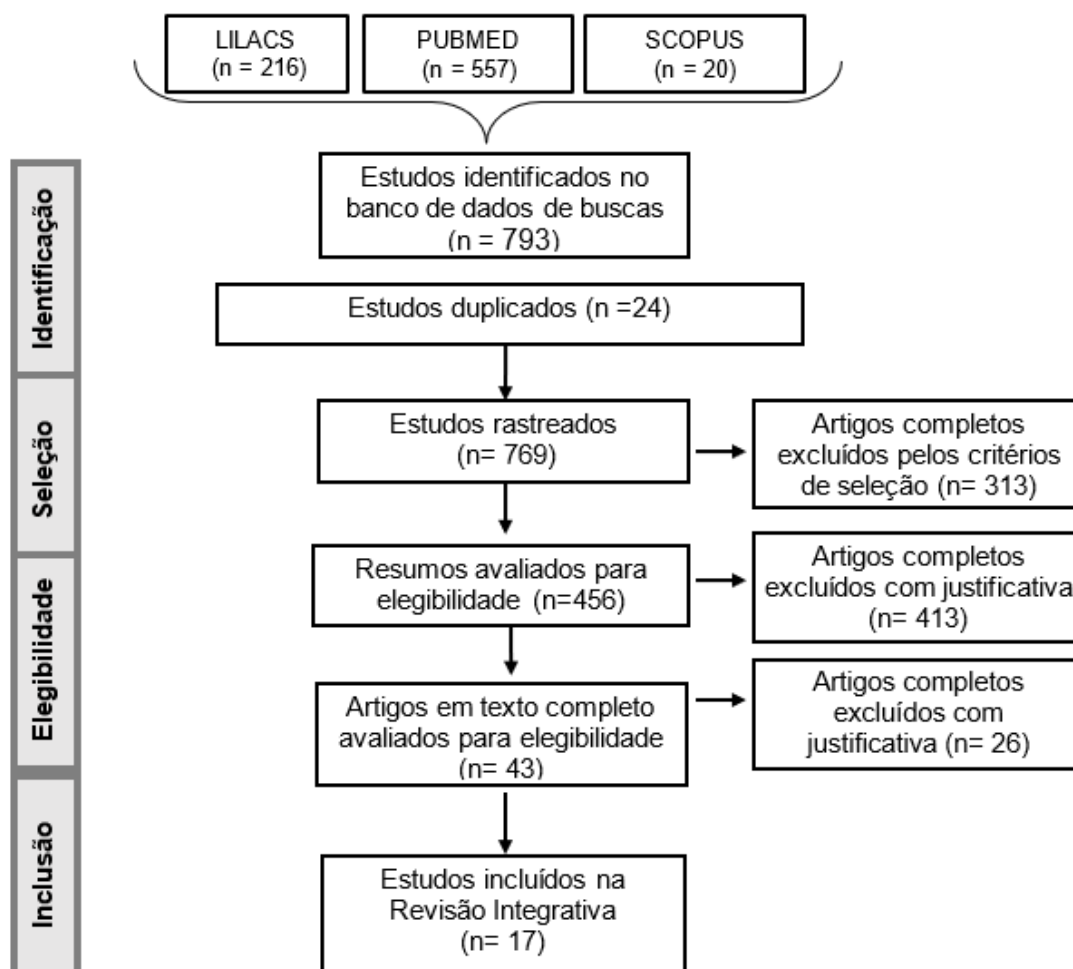 LILACS
(n = 216)
PUBMED
(n = 557)
SCOPUS
(n = 20)
Identificação
Estudos identificados no
banco de dados de buscas
(n = 793)
Estudos duplicados (n =24)
Seleção
Estudos rastreados
(n= 769)
Artigos completos
excluídos pelos critérios
de seleção (n= 313)
Elegibilidade
Resumos avaliados para
elegibilidade (n=456)
Artigos completos
excluídos com justificativa
(n= 413)
Artigos em texto completo
avaliados para elegibilidade
(n= 43)
Artigos completos
excluídos com
justificativa (n= 26)
Inclusão
Estudos incluídos na
Revisão Integrativa
(n= 17)